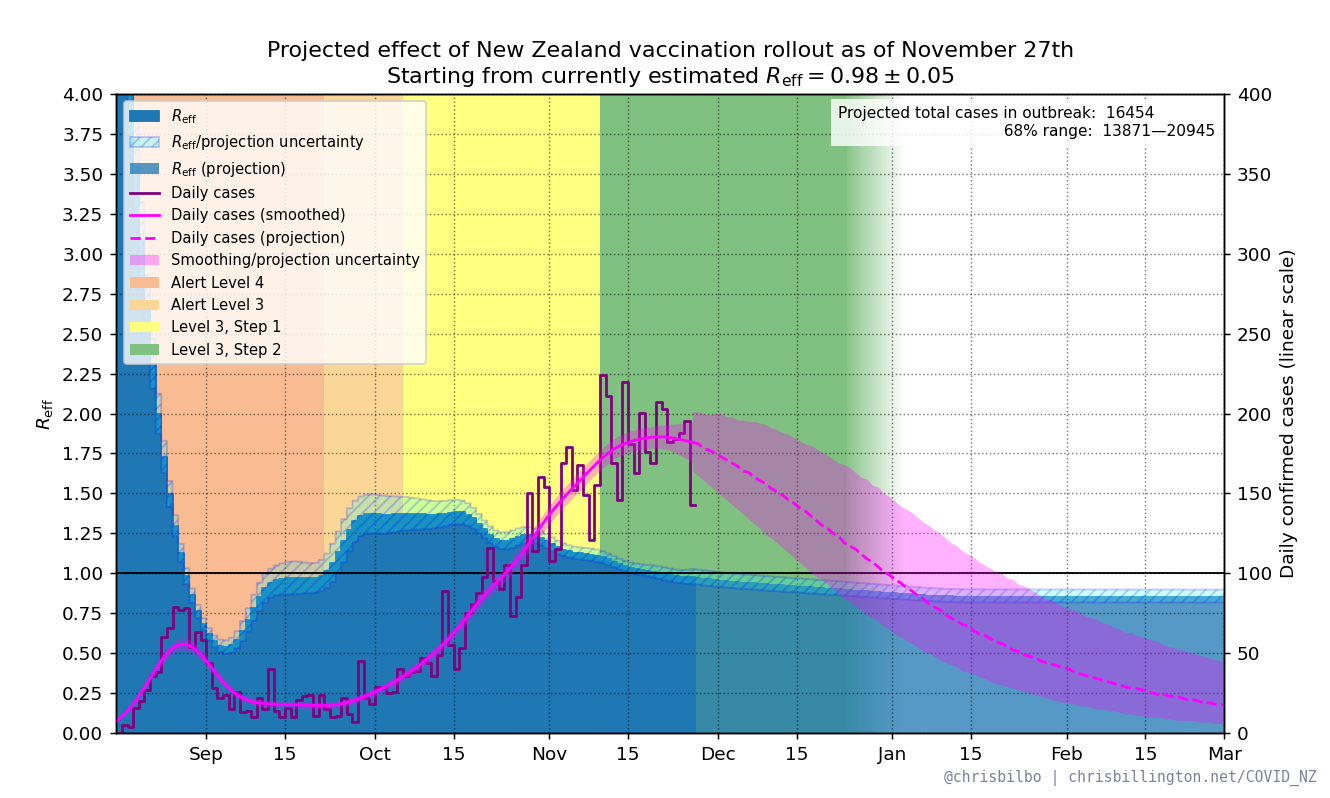 Projected effect of New Zealand vaccination rollout as of November 27th
Starting from currently estimated R_eff = 0.98 ± 0.05
Projected total cases in outbreak: 16454
68% range: 13871—20945
R_eff
R_eff/projection uncertainty
R_eff (projection)
Daily cases
Daily cases (smoothed)
Daily cases (projection)
Smoothing/projection uncertainty
Alert Level 4
Alert Level 3
Level 3, Step 1
Level 3, Step 2
4.00
3.75
3.50
3.25
3.00
2.75
2.50
2.25
2.00
1.75
1.50
1.25
1.00
0.75
0.50
0.25
0.00
R_eff
400
350
300
250
200
150
100
50
0
Daily confirmed cases (linear scale)
Sep 15 Oct 15 Nov 15 Dec 15 Jan 15 Feb 15 Mar
@chrisbilbo | chrisbillington.net/COVID_NZ